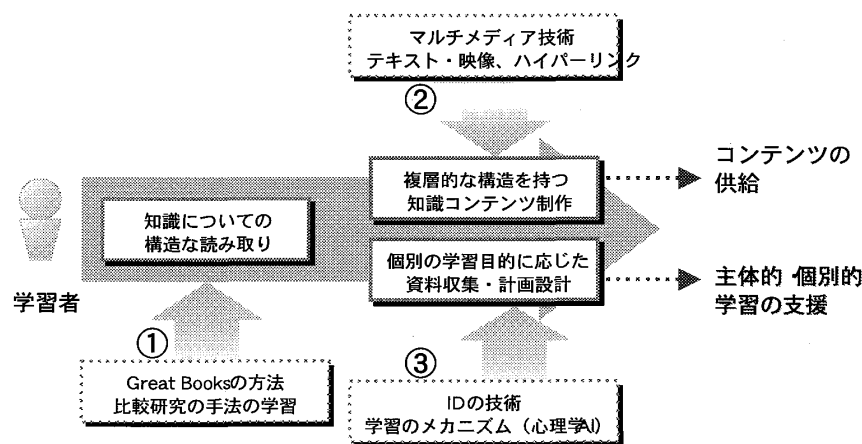 マルチメディア技術
テキスト・映像、ハイパーリンク
②
複層的な構造を持つ
知識コンテンツ制作
コンテンツの
供給
知識についての
構造な読み取り
個別の学習目的に応じた
資料収集・計画設計
主体的・個別的
学習の支援
学習者
①
Great Booksの方法
比較研究の手法の学習
③
IDの技術
学習のメカニズム（心理学AI）